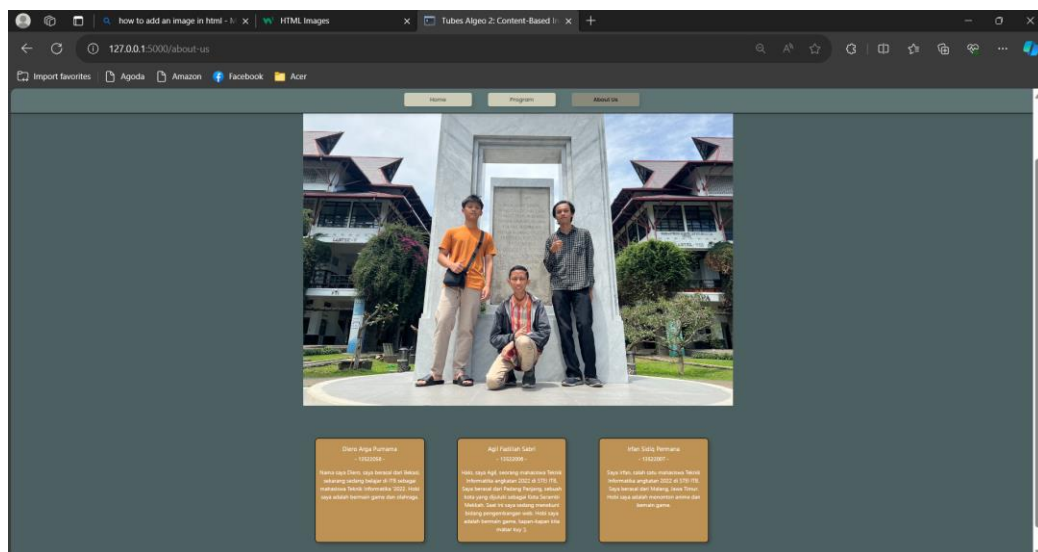 how to add an image in html - M
HTML Images
Tubes Algeo 2: Content-Based In
127.0.0.1:5000/about-us
Import favorites
Agoda
Amazon
Facebook
Acer
Home
Program
About Us
Diero Arga Purnama
Nama saya Diero, saya berasal dari Bekasi,
sekarang sedang belajar di ITB sebagai
mahasiswa Teknik Informatika '2022. Hobi
saya adalah bermain game dan olahraga.
Agil Fadillah Sabri
Halo, saya Agil, seorang mahasiswa Teknik
Informatika angkatan 2022 di STEI ITB.
Saya berasal dari Padang Panjang, sebuah
kota yang dijuluki sebagai Kota Serambi
Mekkah. Saat ini saya sedang menekuni
bidang pengembangan web. Hobi saya
adalah bermain game, kapan-kapan kita
mabar kuy
Irfan Sidiq Permana
Saya Irfan, salah satu mahasiswa Teknik
Informatika angkatan 2022 di STEI ITB.
Saya berasal dari Malang, Jawa Timur.
Hobi saya adalah menonton anime dan
bermain game.